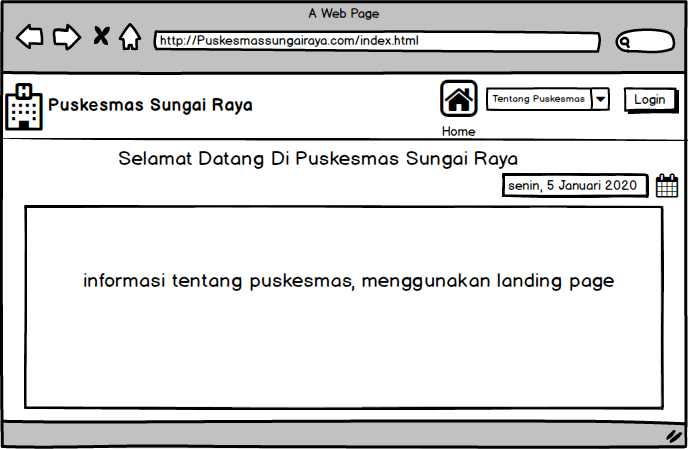 A Web Page
http://Puskesmassungairaya.com/index.html
H
Puskesmas Sungai Raya
Home
Tentang Puskesmas
Login
Selamat Datang Di Puskesmas Sungai Raya
senin, 5 Januari 2020
informasi tentang puskesmas, menggunakan landing page